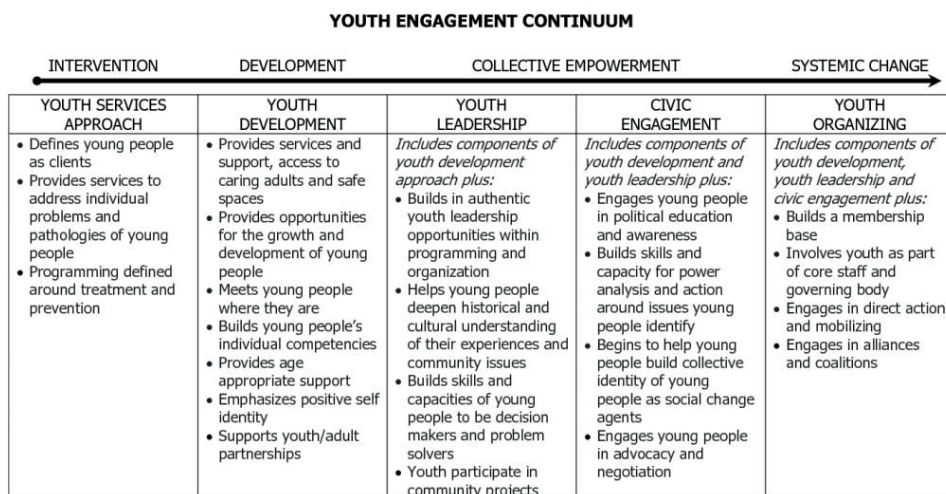 YOUTH ENGAGEMENT CONTINUUM
INTERVENTION
DEVELOPMENT
COLLECTIVE EMPOWERMENT
SYSTEMIC CHANGE
YOUTH SERVICES
APPROACH
• Defines young people
as clients
• Provides services to
address individual
problems and
pathologies of young
people
• Programming defined
around treatment and
prevention
YOUTH
DEVELOPMENT
• Provides services and
support, access to
caring adults and safe
spaces
• Provides opportunities
for the growth and
development of young
people
• Meets young people
where they are
• Builds young people's
individual competencies
• Provides age
appropriate support
• Emphasizes positive self
identity
• Supports youth/adult
partnerships
YOUTH
LEADERSHIP
Includes components of
youth development
approach plus:
• Builds in authentic
youth leadership
opportunities within
programming and
organization
• Helps young people
deepen historical and
cultural understanding
of their experiences and
community issues
• Builds skills and
capacities of young
people to be decision
makers and problem
solvers
• Youth participate in
community projects
CIVIC
ENGAGEMENT
Includes components of
youth development and
youth leadership plus:
• Engages young people
in political education
and awareness
• Builds skills and
capacity for power
analysis and action
around issues young
people identify
• Begins to help young
people build collective
identity of young
people as social change
agents
• Engages young people
in advocacy and
negotiation
YOUTH
ORGANIZING
Includes components of
youth development,
youth leadership and
civic engagement plus:
• Builds a membership
base
• Involves youth as part
of core staff and
governing body
• Engages in direct action
and mobilizing
• Engages in alliances
and coalitions